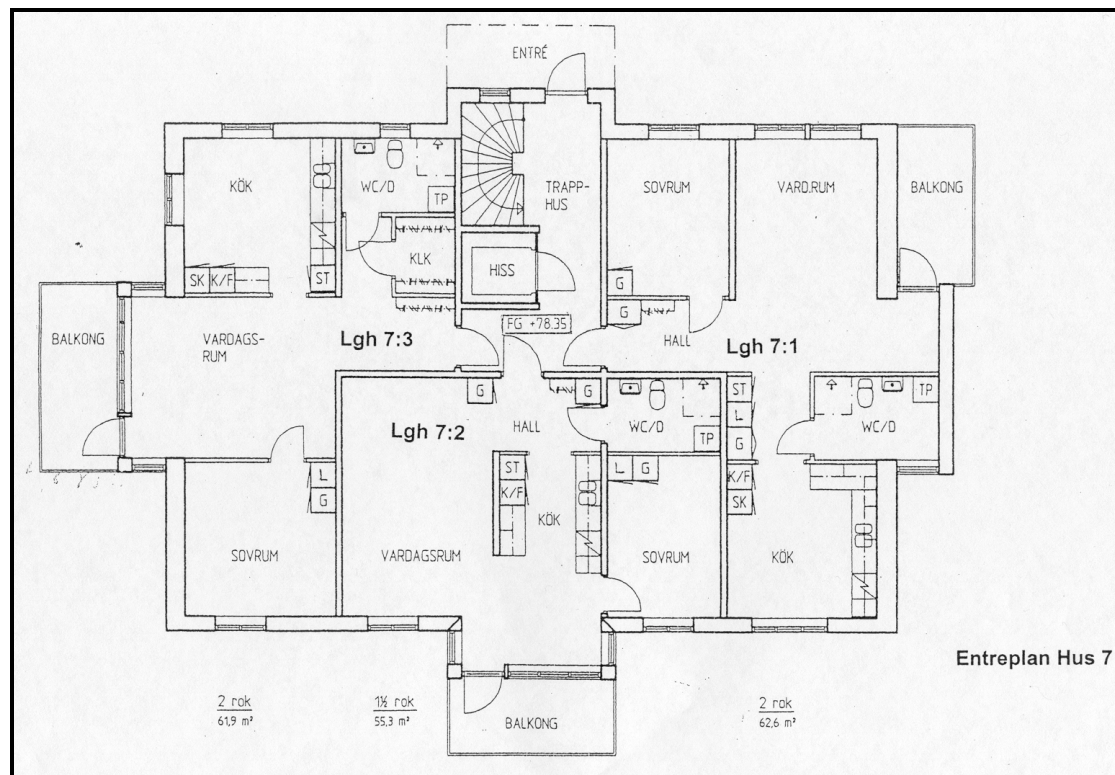 ENTRÉ
KÖK
WC/D
TP
KLK
TRAPP-
HUS
HISS
SOVRUM
VARD.RUM
BALKONG
SK K/F
ST
G
G
FG +78.35
HALL
Lgh 7:1
BALKONG
VARDAGS-
RUM
Lgh 7:3
Lgh 7:2
G
HALL
G
WC/D
TP
ST
L
G
K/F
SK
WC/D
TP
L
G
SOVRUM
VARDAGSRUM
ST
K/F
KÖK
L G
SOVRUM
KÖK
Entreplan Hus 7
2 rok
61,9 m²
1½ rok
55,3 m²
BALKONG
2 rok
62,6 m²